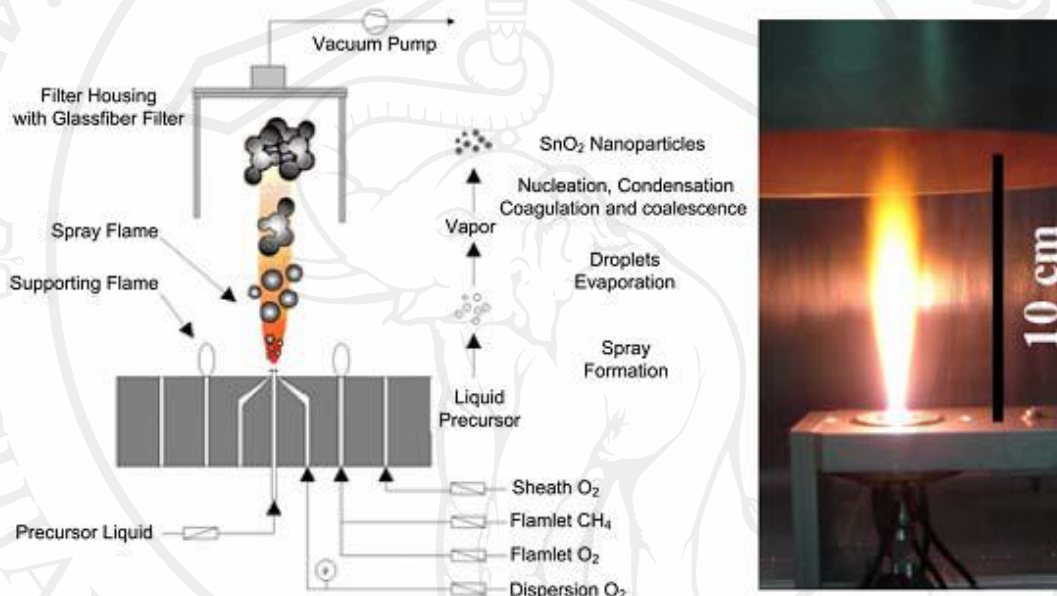 Vacuum Pump
Filter Housing
with Glassfiber Filter
Spray Flame
Supporting Flame
SnO₂ Nanoparticles
Nucleation, Condensation
Coagulation and coalescence
Vapor
Droplets
Evaporation
Spray
Formation
Liquid
Precursor
Precursor Liquid
Sheath O₂
Flamlet CH₄
Flamlet O₂
Dispersion O₂
P
10 cm